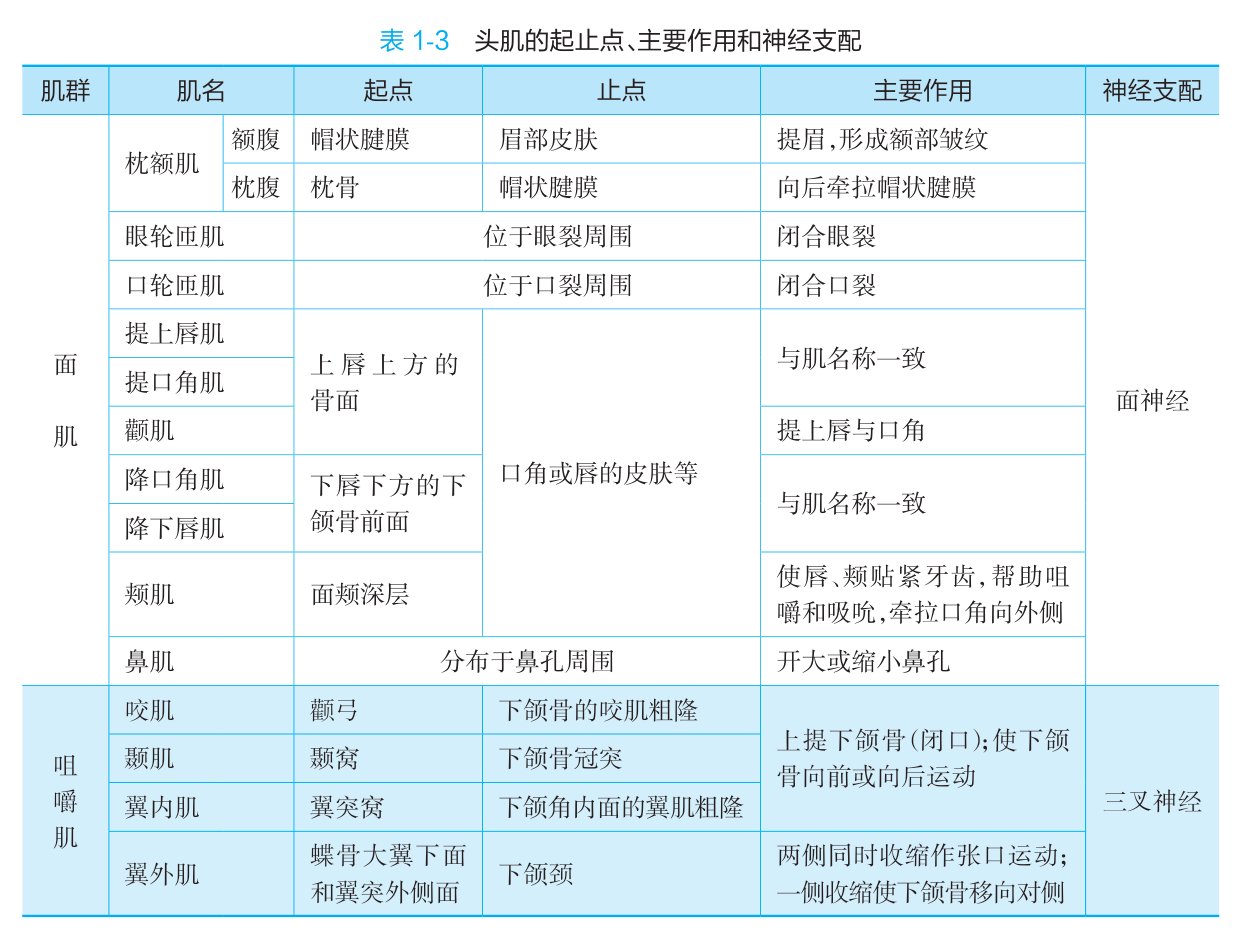 表 1-3 头肌的起止点、主要作用和神经支配
肌群 肌名 起点 止点 主要作用 神经支配
面肌
枕额肌 额腹 帽状腱膜 眉部皮肤 提眉,形成额部皱纹
枕腹 枕骨 帽状腱膜 向后牵拉帽状腱膜
眼轮匝肌 位于眼裂周围 闭合眼裂
口轮匝肌 位于口裂周围 闭合口裂
提上唇肌
上唇上方的
骨面
与肌名称一致
提口角肌
颧肌 提上唇与口角
口角或唇的皮肤等
面神经
降口角肌
下唇下方的下
颌骨前面
与肌名称一致
降下唇肌
颊肌 面颊深层
使唇、颊贴紧牙齿,帮助咀
嚼和吸吮,牵拉口角向外侧
鼻肌 分布于鼻孔周围 开大或缩小鼻孔
咀嚼肌
咬肌 颧弓 下颌骨的咬肌粗隆
上提下颌骨(闭口);使下颌
骨向前或向后运动
颞肌 颞窝 下颌骨冠突
翼内肌 翼突窝 下颌角内面的翼肌粗隆
三叉神经
翼外肌
蝶骨大翼下面
和翼突外侧面
下颌颈
两侧同时收缩作张口运动;
一侧收缩使下颌骨移向对侧